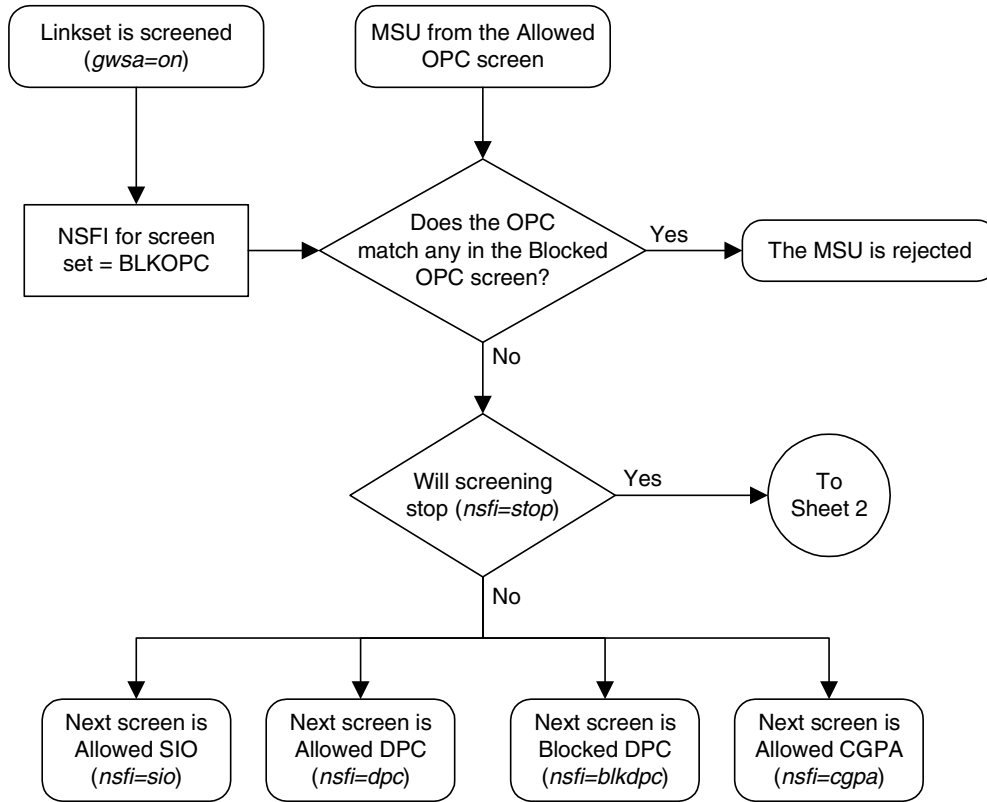 Linkset is screened
(gwsa=on)
MSU from the Allowed
OPC screen
NSFI for screen
set = BLKOPC
Does the OPC
match any in the Blocked
OPC screen?
Yes
The MSU is rejected
No
Will screening
stop (nsfi=stop)
Yes
To
Sheet 2
No
Next screen is
Allowed SIO
(nsfi=sio)
Next screen is
Allowed DPC
(nsfi=dpc)
Next screen is
Blocked DPC
(nsfi=blkdpc)
Next screen is
Allowed CGPA
(nsfi=cgpa)